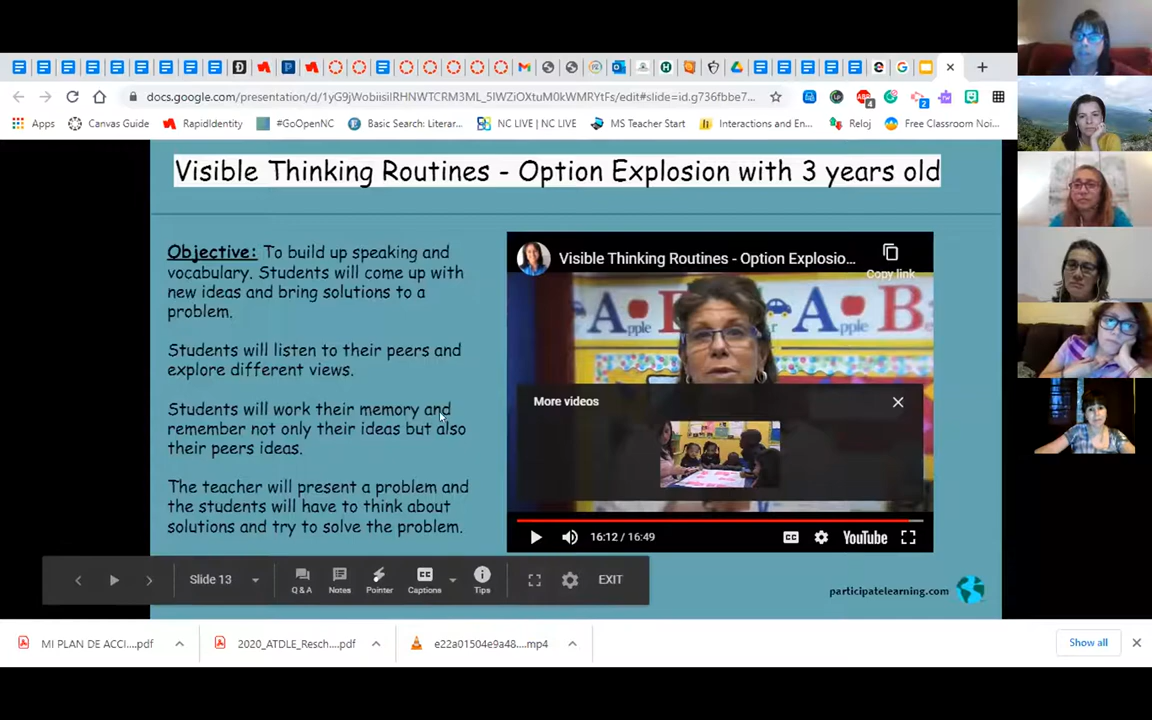 docs.google.com/presentation/d/1yG9jWobiisilRHNWTCRM3ML_5IWZiOXtuM0kWMRYtFs/edit#slide=id.g736fbbe7...
Apps Canvas Guide RapidIdentity #GoOpenNC Basic Search: Literar... NC LIVE | NC LIVE MS Teacher Start Interactions and En... Reloj Free Classroom Noi...
Visible Thinking Routines - Option Explosion with 3 years old
Objective: To build up speaking and
vocabulary. Students will come up with
new ideas and bring solutions to a
problem.
Students will listen to their peers and
explore different views.
Students will work their memory and
remember not only their ideas but also
their peers ideas.
The teacher will present a problem and
the students will have to think about
solutions and try to solve the problem.
Visible Thinking Routines - Option Explosio...
Copy link
A B A B
Apple Apple
More videos
16:12 / 16:49
CC
YouTube
Slide 13
Q & A Notes Pointer Captions Tips EXIT
participatelearning.com
MI PLAN DE ACCI....pdf 2020_ATDLE_Resch....pdf e22a01504e9a48....mp4 Show all